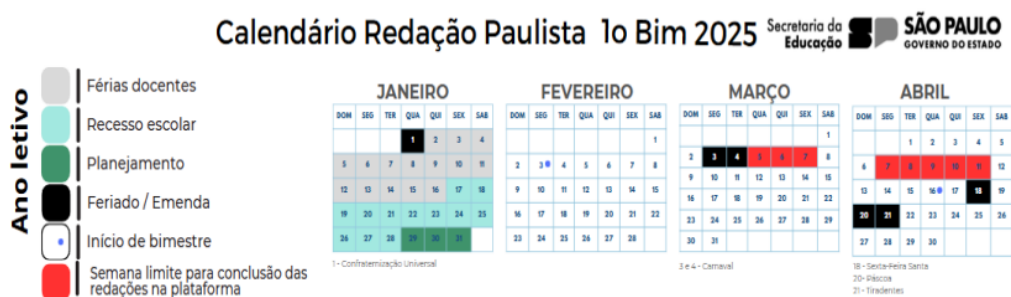 Calendário Redação Paulista 1o Bim 2025
Secretaria da Educação
SÃO PAULO
GOVERNO DO ESTADO
Ano letivo
Férias docentes
Recesso escolar
Planejamento
Feriado / Emenda
Início de bimestre
Semana limite para conclusão das
redações na plataforma
JANEIRO
DOM SEG TER QUA QUI SEX SAB
1 2 3 4
5 6 7 8 9 10 11
12 13 14 15 16 17 18
19 20 21 22 23 24 25
26 27 28 29 30 31
1 - Confraternização Universal
FEVEREIRO
DOM SEG TER QUA QUI SEX SAB
1
2 3 4 5 6 7 8
9 10 11 12 13 14 15
16 17 18 19 20 21 22
23 24 25 26 27 28
MARÇO
DOM SEG TER QUA QUI SEX SAB
1
2 3 4 5 6 7 8
9 10 11 12 13 14 15
16 17 18 19 20 21 22
23 24 25 26 27 28 29
30 31
3 e 4 - Carnaval
ABRIL
DOM SEG TER QUA QUI SEX SAB
1 2 3 4 5
6 7 8 9 10 11 12
13 14 15 16 17 18 19
20 21 22 23 24 25 26
27 28 29 30
18 - Sexta-Feira Santa
20 - Páscoa
21 - Tiradentes